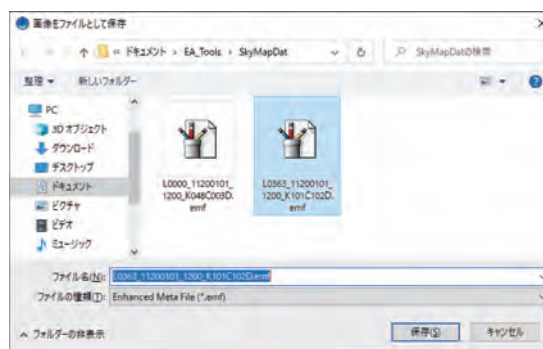 画像をファイルとして保存
« ドキュメント › EA_Tools › SkyMapDat
SkyMapDatの検索
整理 ▼ 新しいフォルダー
PC
3D オブジェクト
ダウンロード
デスクトップ
ドキュメント
ピクチャ
ビデオ
ミュージック
L0000_11200101_
1200_K048C003D.
emf
L0363_11200101_
1200_K101C102D.
emf
ファイル名(N): L0363_11200101_1200_K101C102D.emf
ファイルの種類(T): Enhanced Meta File (*.emf)
フォルダーの非表示
保存(S) キャンセル